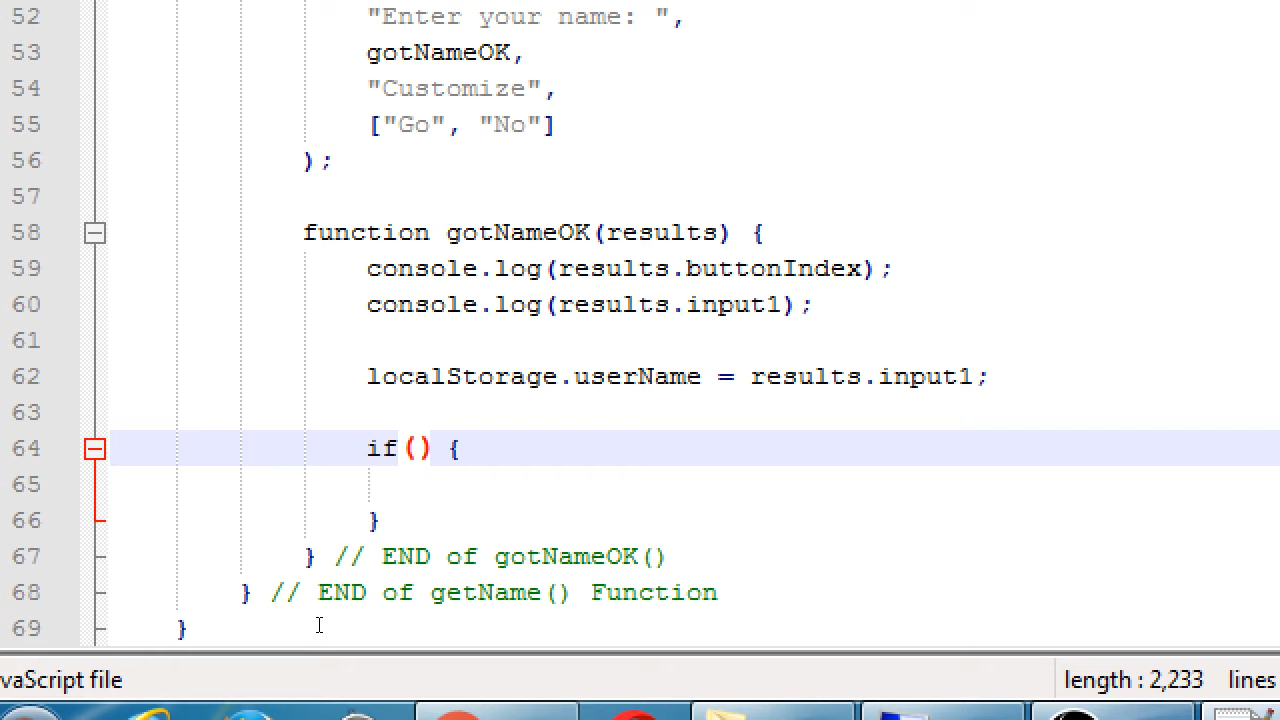 52 "Enter your name: ",
53 gotNameOK,
54 "Customize",
55 ["Go", "No"]
56 );
57
58 function gotNameOK(results) {
59 console.log(results.buttonIndex);
60 console.log(results.input1);
61
62 localStorage.userName = results.input1;
63
64 if() {
65
66 }
67 } // END of gotNameOK()
68 } // END of getName() Function
69 }
vaScript file length : 2,233 lines